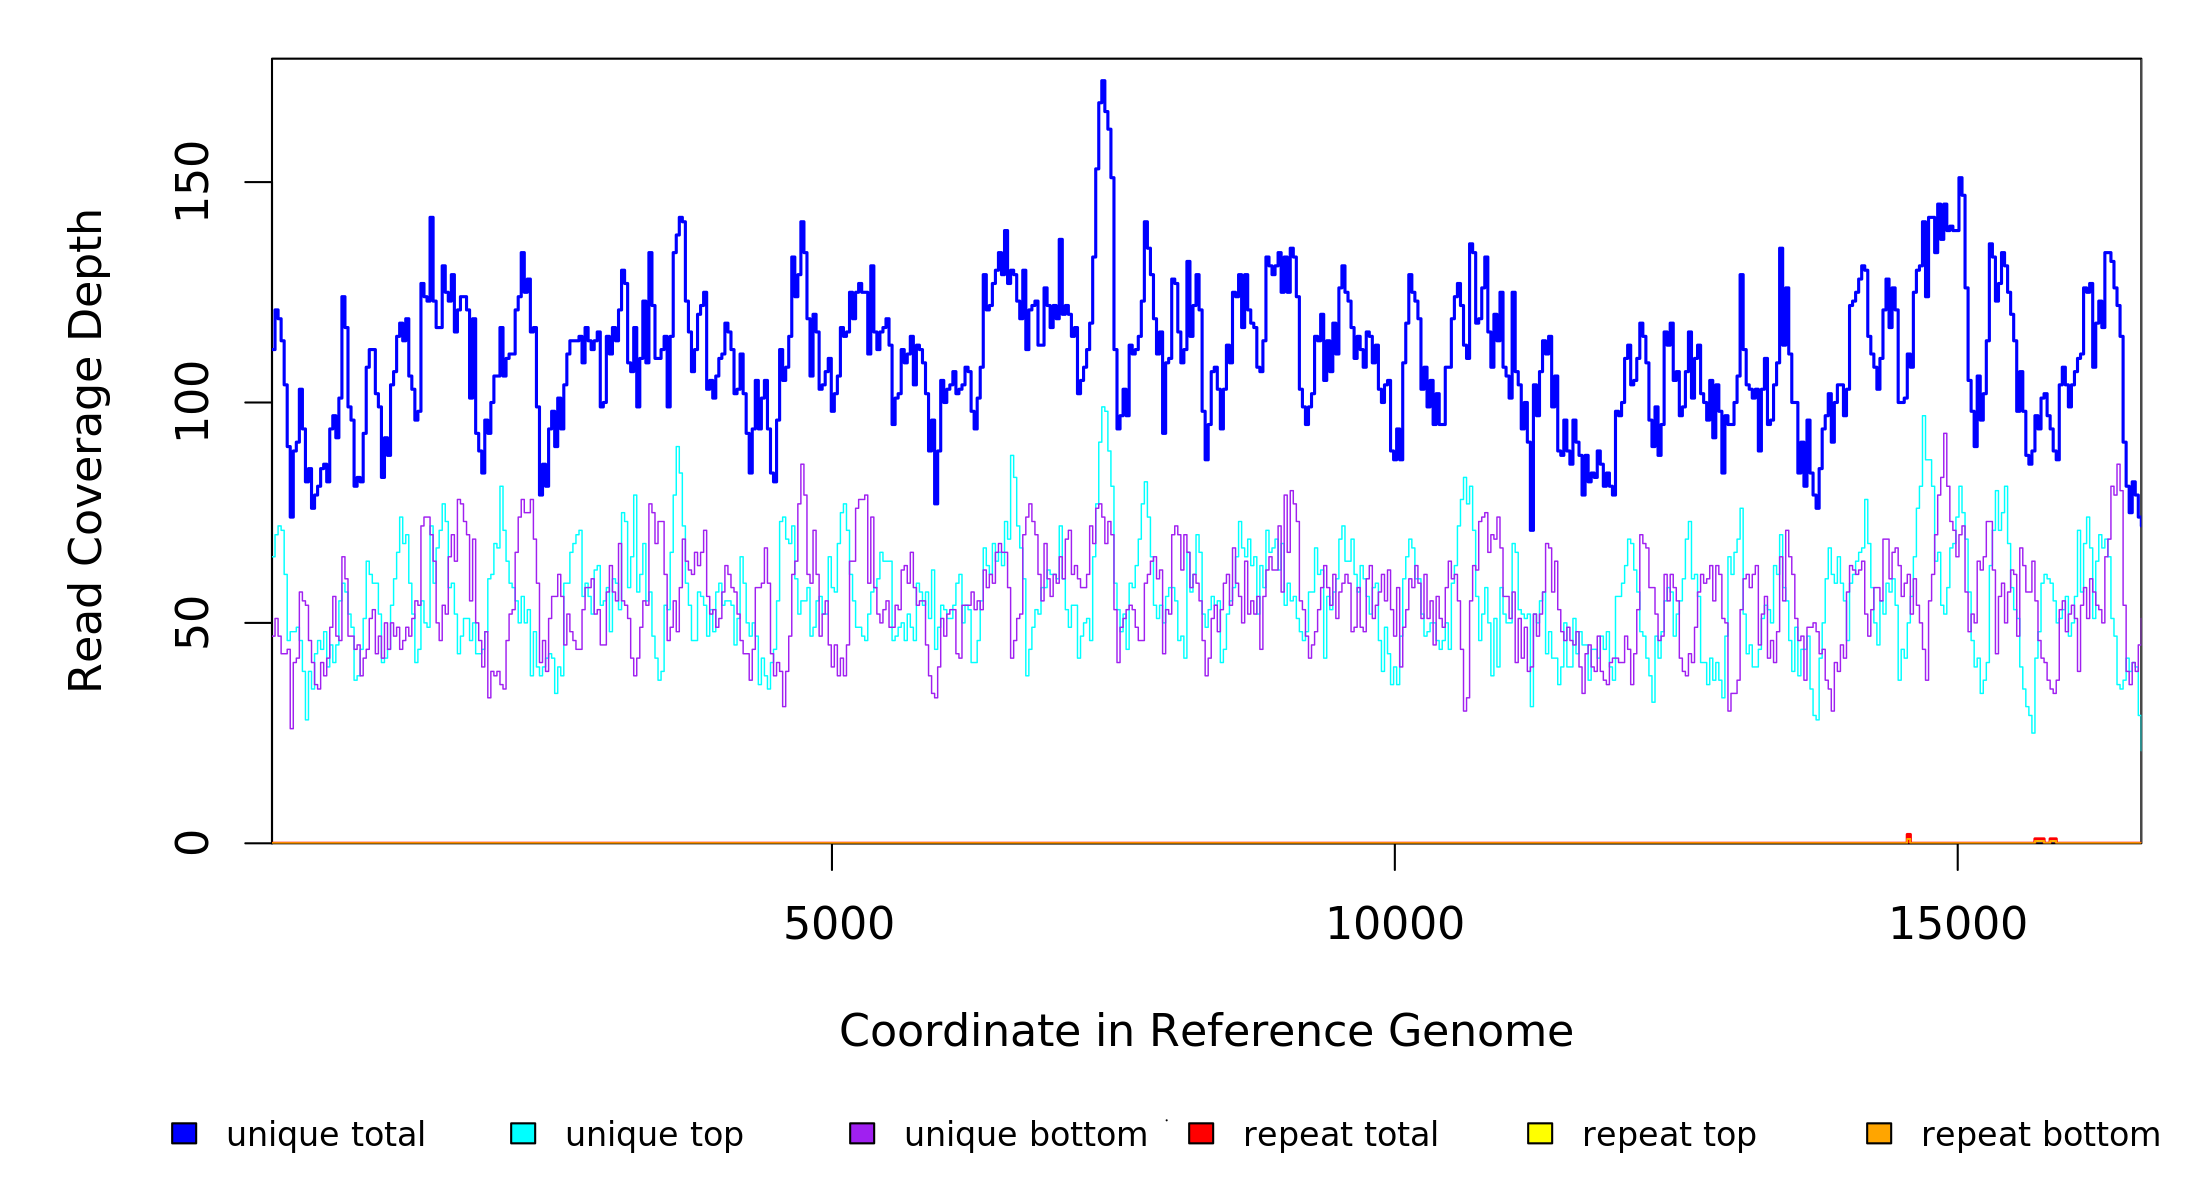 Read Coverage Depth
150
100
50
0
5000 10000 15000
Coordinate in Reference Genome
unique total unique top unique bottom repeat total repeat top repeat bottom